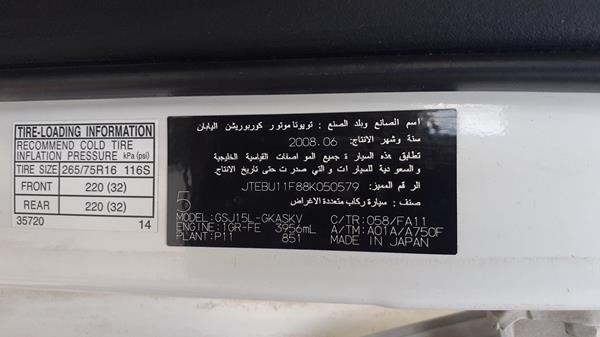 TIRE-LOADING INFORMATION
RECOMMEND COLD TIRE
INFLATION PRESSURE kPa (psi)
TIRE SIZE 265/75R16 116S
FRONT 220 (32)
REAR 220 (32)
35720 14
اسم الصانع وبلد الصنع : تويوتا موتور كوربوريشن اليابان
سنة وشهر الانتاج: 2008.06
تطابق هذه السيارة جميع المواصفات القياسية الخليجية
والسعودية للسيارات والتي صدرت حتى تاريخ الانتاج.
الرقم المميز: JTEBU11F88K050579
صنف : سيارة ركاب متعددة الاغراض
5
MODEL:GSJ15L-GKASKV C/TR:058/FA11
ENGINE:1GR-FE 3956mL A/TM:A01A/A750F
PLANT:P11 851 MADE IN JAPAN